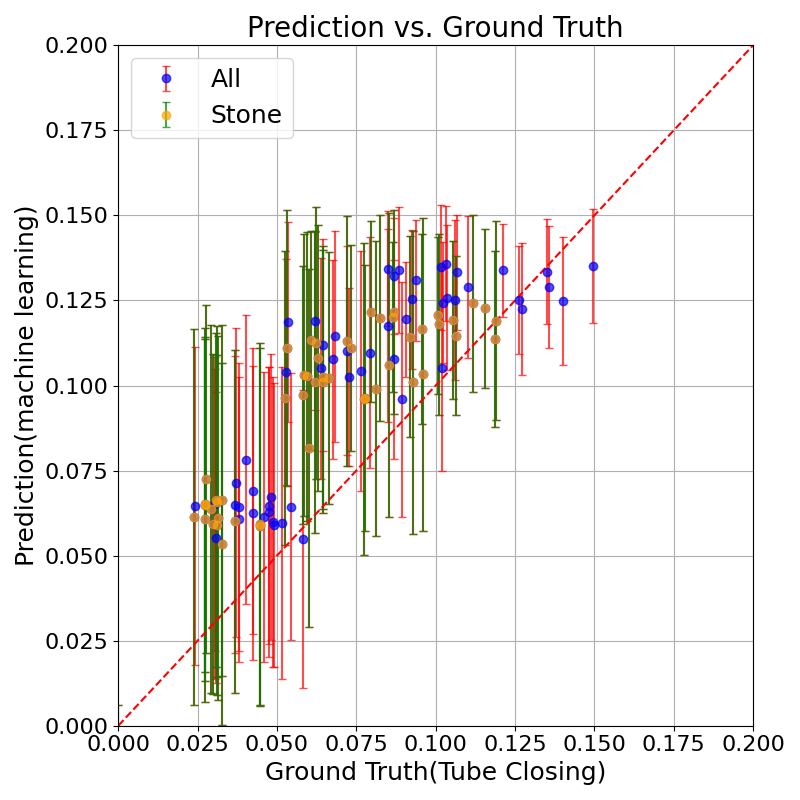 Prediction vs. Ground Truth
All
Stone
Prediction(machine learning)
0.200
0.175
0.150
0.125
0.100
0.075
0.050
0.025
0.000
0.000 0.025 0.050 0.075 0.100 0.125 0.150 0.175 0.200
Ground Truth(Tube Closing)